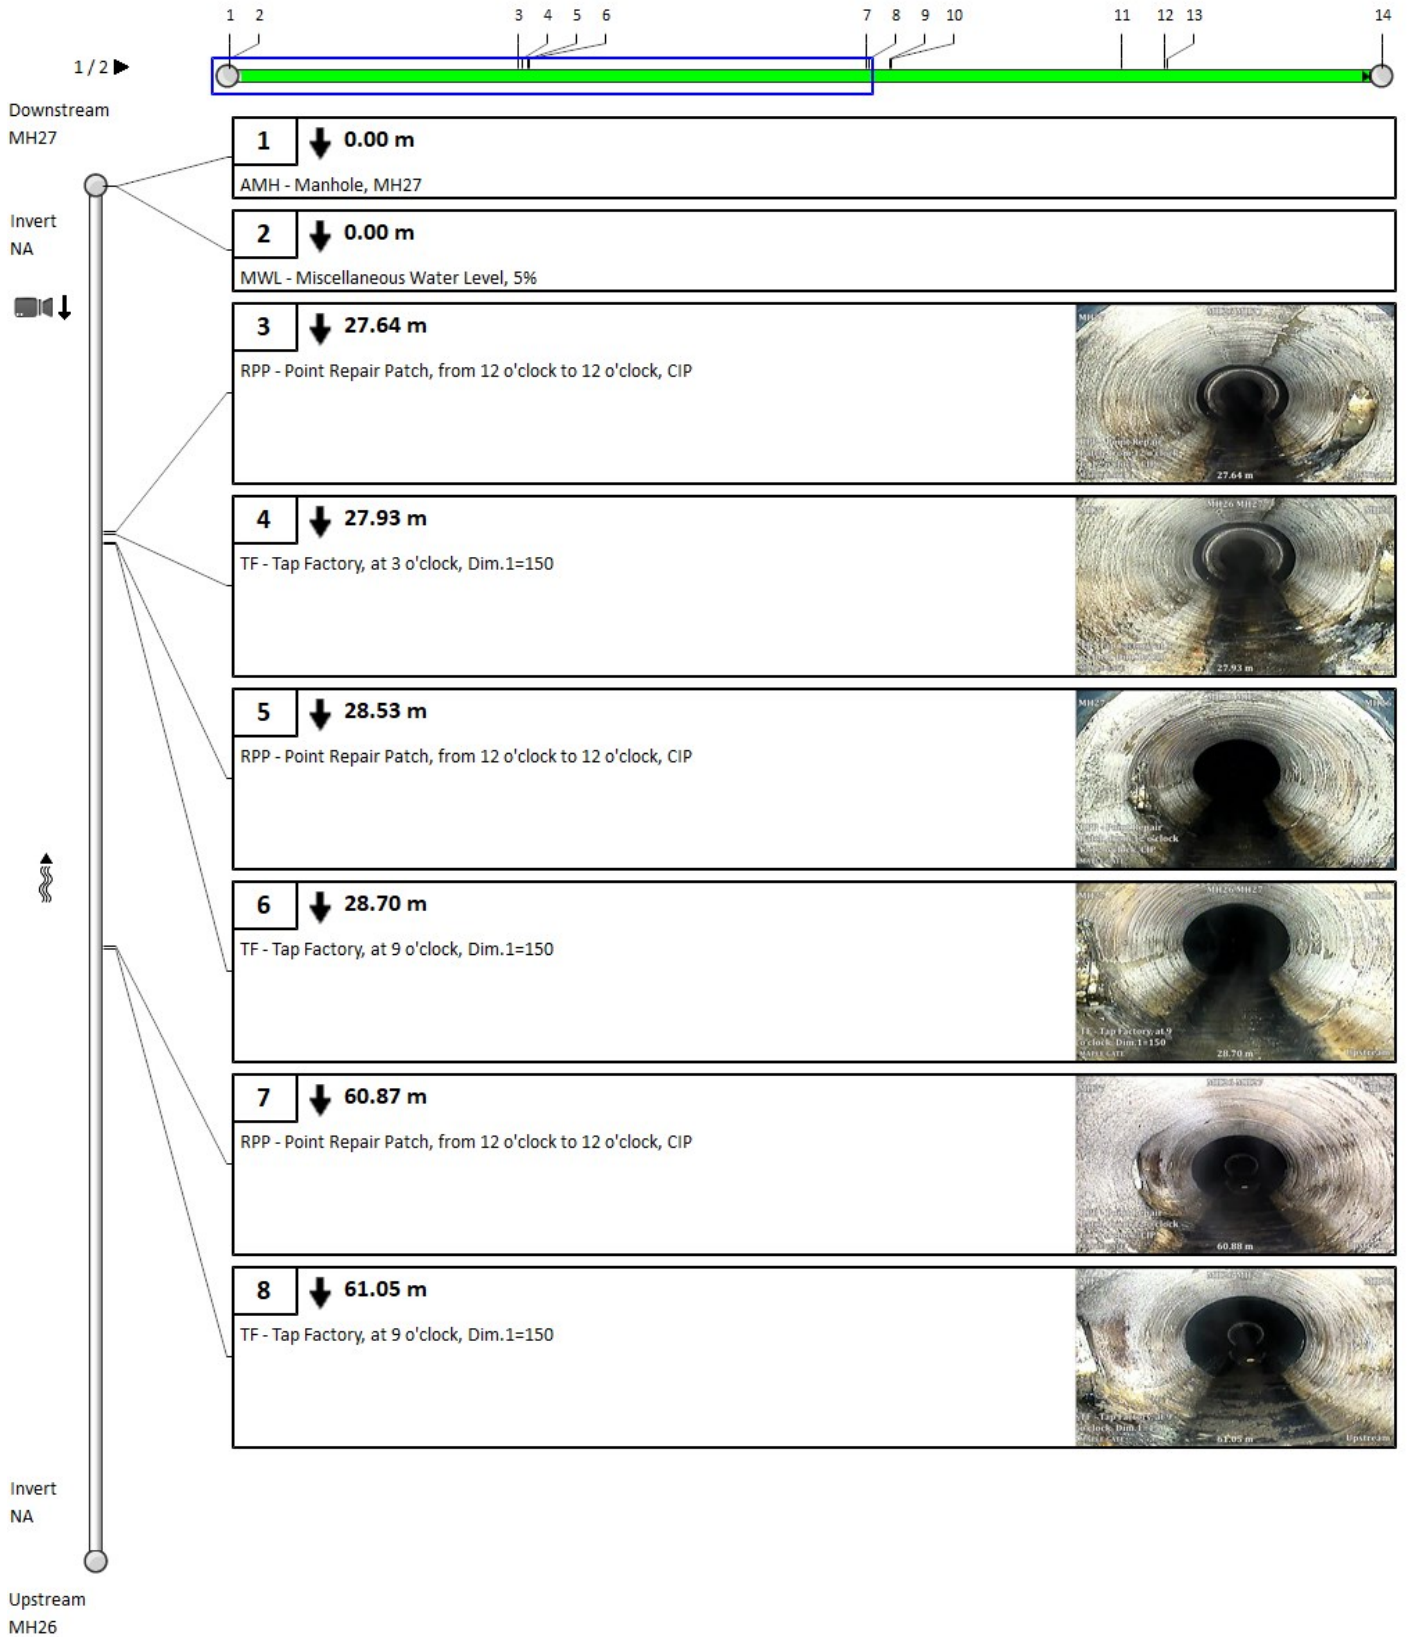 1 2 3 4 5 6 7 8 9 10 11 12 13 14
1 / 2
Downstream
MH27
1 0.00 m
AMH - Manhole, MH27
Invert
NA
2 0.00 m
MWL - Miscellaneous Water Level, 5%
3 27.64 m
RPP - Point Repair Patch, from 12 o'clock to 12 o'clock, CIP
27.64 m
4 27.93 m
MH26 MH27
TF - Tap Factory, at 3 o'clock, Dim.1=150
27.93 m
5 28.53 m
MH27
RPP - Point Repair Patch, from 12 o'clock to 12 o'clock, CIP
Upstream
6 28.70 m
MH26 MH27
TF - Tap Factory, at 9 o'clock, Dim.1=150
TF - Tap Factory, at 9
o'clock, Dim.1=150
MAPLE GATE 28.70 m Upstream
7 60.87 m
RPP - Point Repair Patch, from 12 o'clock to 12 o'clock, CIP
60.88 m
8 61.05 m
TF - Tap Factory, at 9 o'clock, Dim.1=150
61.05 m Upstream
Invert
NA
Upstream
MH26